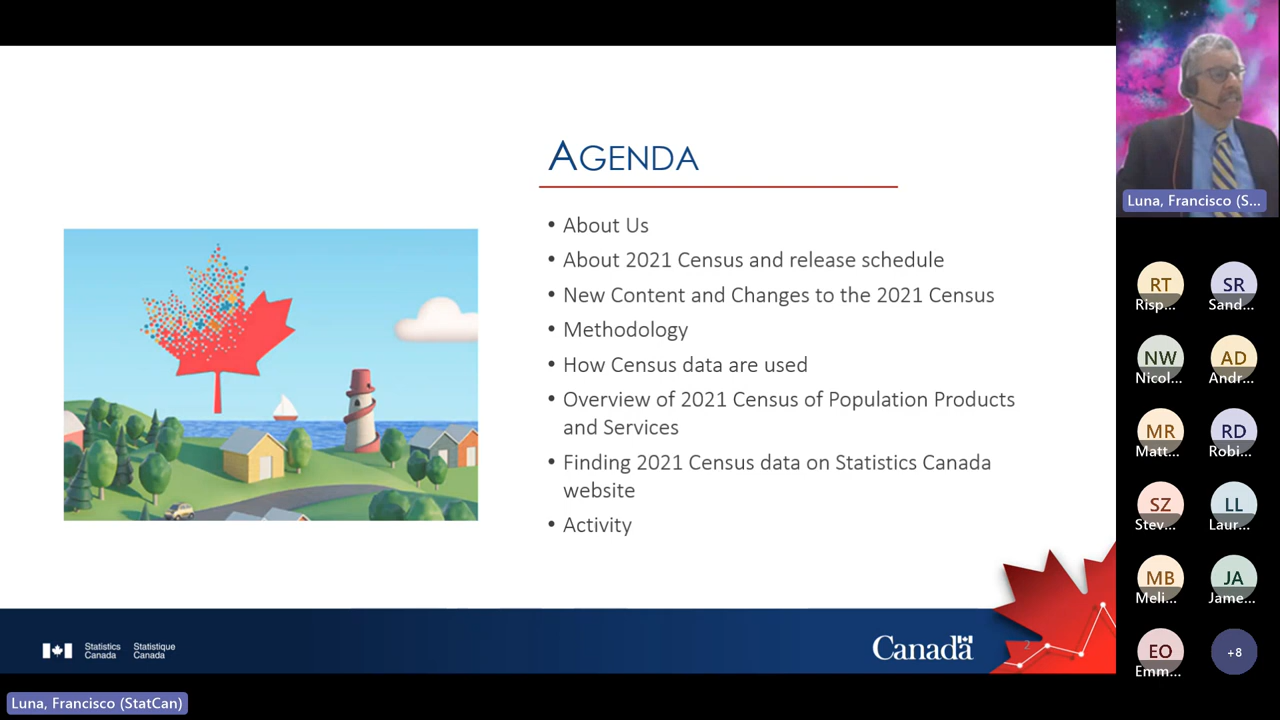 AGENDA
• About Us
• About 2021 Census and release schedule
• New Content and Changes to the 2021 Census
• Methodology
• How Census data are used
• Overview of 2021 Census of Population Products
and Services
• Finding 2021 Census data on Statistics Canada
website
• Activity
Statistics Canada
Statistique Canada
Canada
2
Luna, Francisco (StatCan)
Luna, Francisco (S...
RT
Risp...
SR
Sand...
NW
Nicol...
AD
Andr...
MR
Matt...
RD
Robi...
SZ
Stev...
LL
Laur...
MB
Meli...
JA
Jame...
EO
Emm...
+8